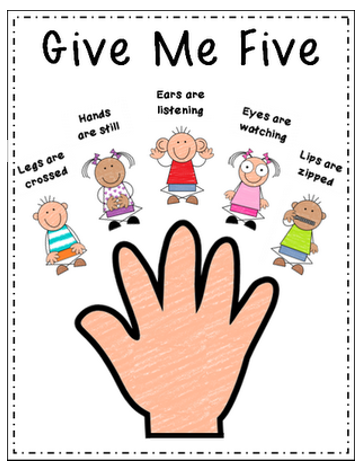 Give Me Five
Legs are
crossed
Hands
are still
Ears are
listening
Eyes are
watching
Lips are
zipped